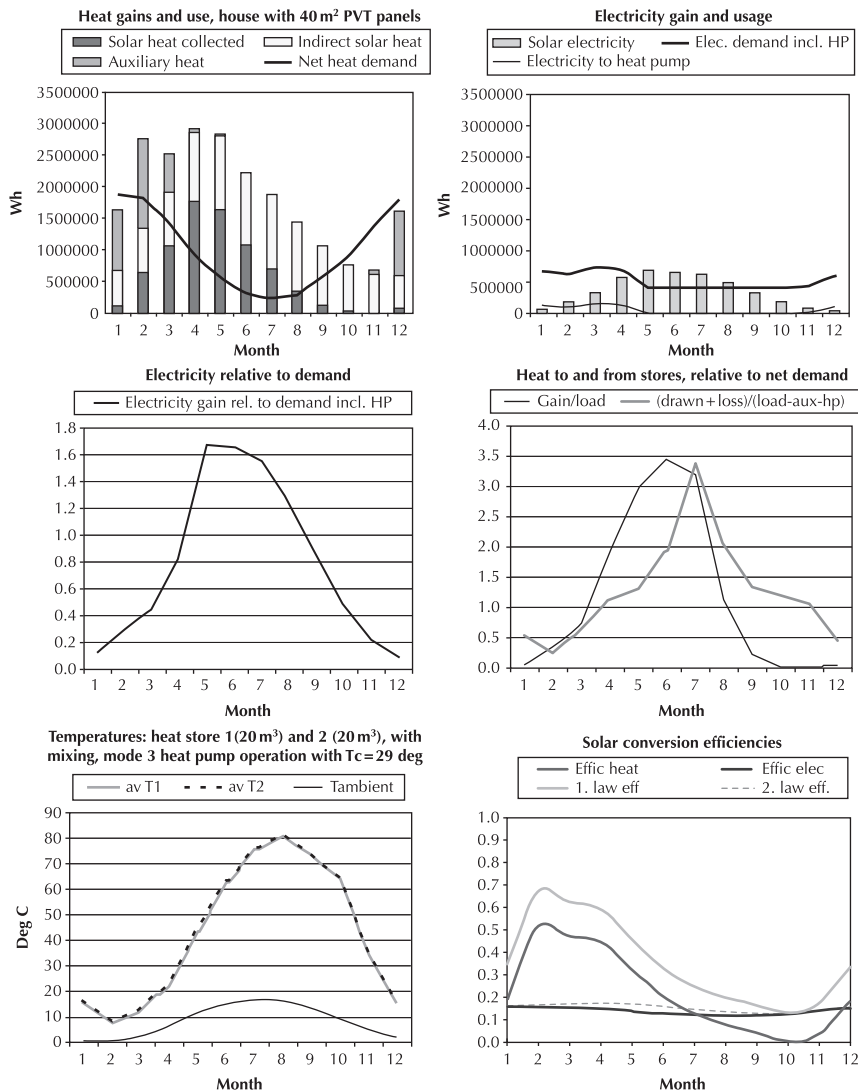 Heat gains and use, house with 40 m² PVT panels
Solar heat collected
Indirect solar heat
Auxiliary heat
Net heat demand
3500000
3000000
2500000
2000000
1500000
1000000
500000
0
Wh
1 2 3 4 5 6 7 8 9 10 11 12
Month
Electricity gain and usage
Solar electricity
Elec. demand incl. HP
Electricity to heat pump
3500000
3000000
2500000
2000000
1500000
1000000
500000
0
Wh
1 2 3 4 5 6 7 8 9 10 11 12
Month
Electricity relative to demand
Electricity gain rel. to demand incl. HP
1.8
1.6
1.4
1.2
1.0
0.8
0.6
0.4
0.2
0.0
1 2 3 4 5 6 7 8 9 10 11 12
Month
Heat to and from stores, relative to net demand
Gain/load
(drawn+loss)/(load-aux-hp)
4.0
3.5
3.0
2.5
2.0
1.5
1.0
0.5
0.0
1 2 3 4 5 6 7 8 9 10 11 12
Month
Temperatures: heat store 1(20 m³) and 2 (20 m³), with
mixing, mode 3 heat pump operation with Tc=29 deg
av T1
av T2
Tambient
90
80
70
60
50
40
30
20
10
0
Deg C
1 2 3 4 5 6 7 8 9 10 11 12
Month
Solar conversion efficiencies
Effic heat
Effic elec
1. law eff
2. law eff.
1.0
0.9
0.8
0.7
0.6
0.5
0.4
0.3
0.2
0.1
0.0
1 2 3 4 5 6 7 8 9 10 11 12
Month